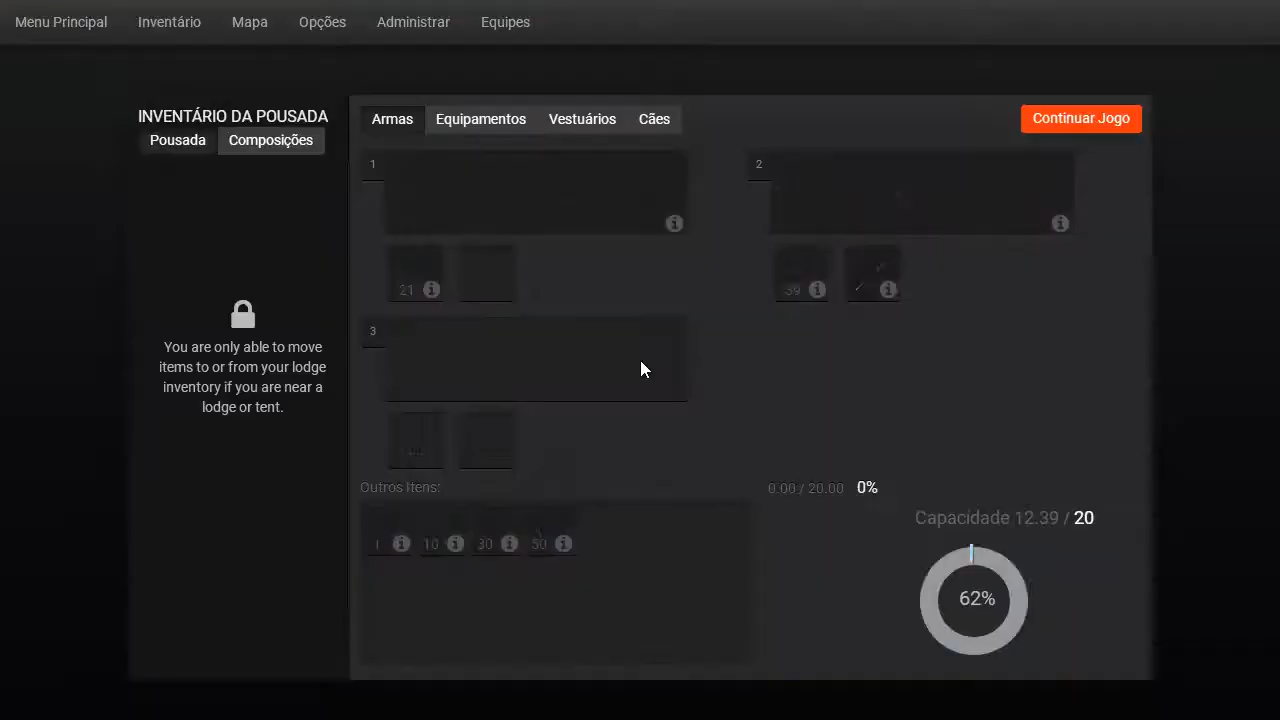 Menu Principal Inventário Mapa Opções Administrar Equipes
INVENTÁRIO DA POUSADA
Pousada Composições
You are only able to move
items to or from your lodge
inventory if you are near a
lodge or tent.
Armas Equipamentos Vestuários Cães
Continuar Jogo
1 2
21 39
3
Outros Itens:
0.00 / 20.00 0%
1 10 30 50
Capacidade 12.39 / 20
62%